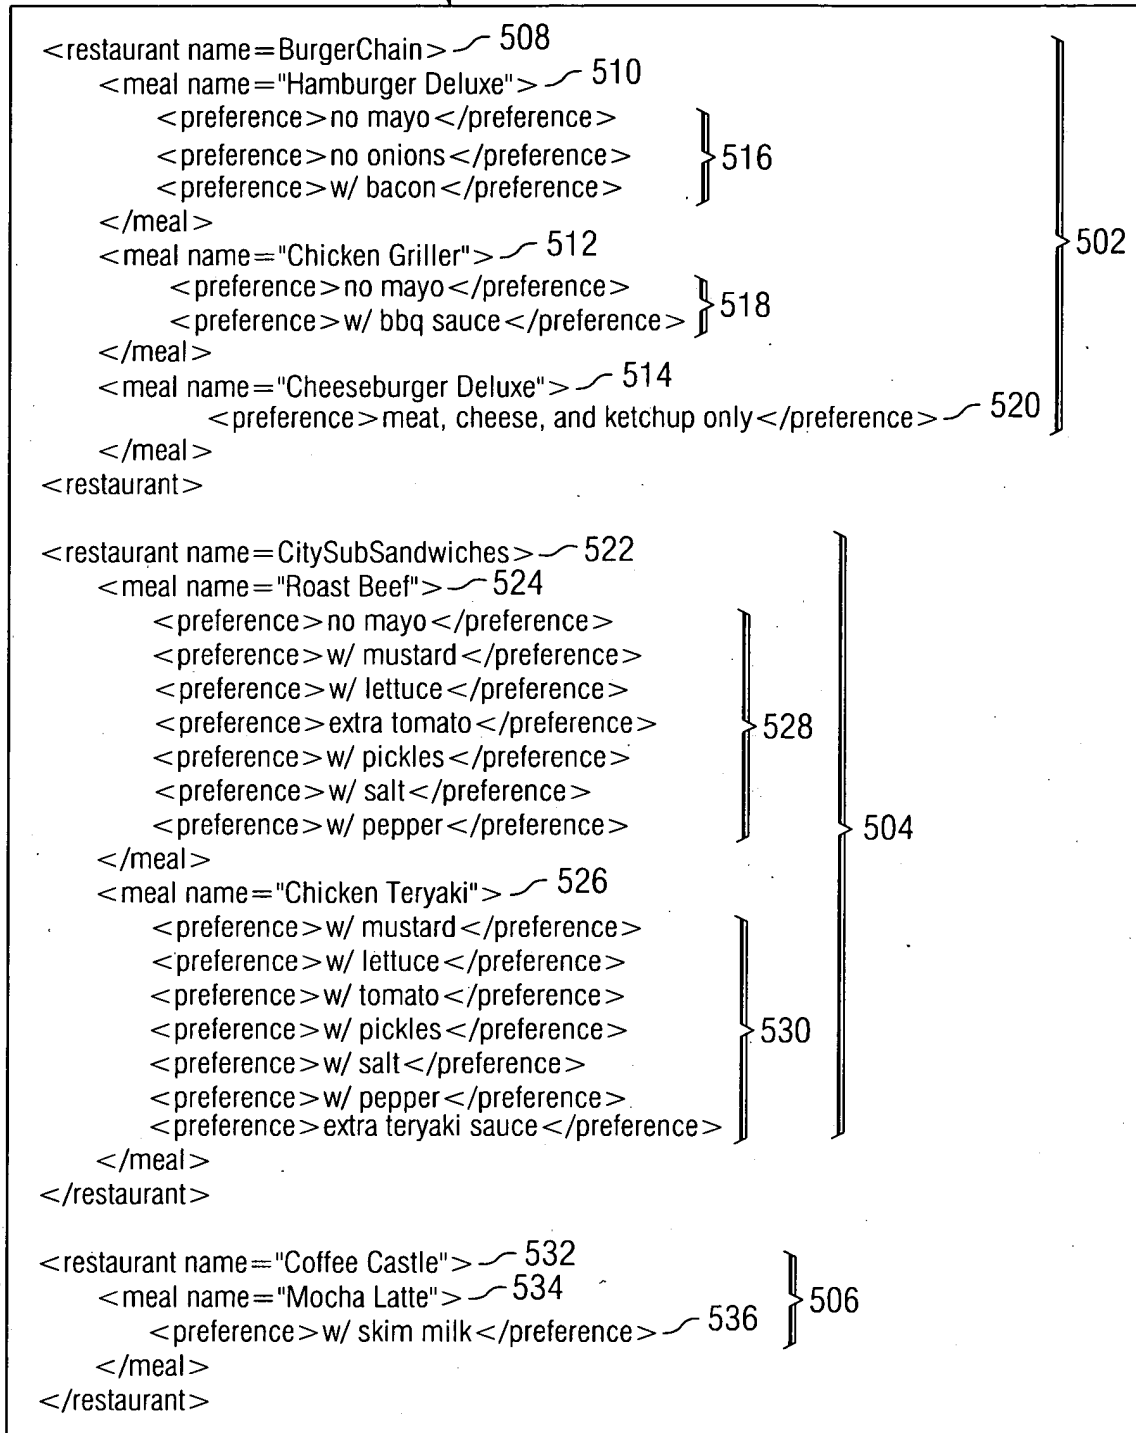 <restaurant name=BurgerChain> 508
<meal name="Hamburger Deluxe"> 510
<preference>no mayo</preference>
<preference>no onions</preference> 516
<preference>w/ bacon</preference>
</meal>
<meal name="Chicken Griller"> 512 502
<preference>no mayo</preference>
<preference>w/ bbq sauce</preference> 518
</meal>
<meal name="Cheeseburger Deluxe"> 514
<preference>meat, cheese, and ketchup only</preference> 520
</meal>
<restaurant>
<restaurant name=CitySubSandwiches> 522
<meal name="Roast Beef"> 524
<preference>no mayo</preference>
<preference>w/ mustard</preference>
<preference>w/ lettuce</preference>
<preference>extra tomato</preference> 528
<preference>w/ pickles</preference>
<preference>w/ salt</preference>
<preference>w/ pepper</preference> 504
</meal>
<meal name="Chicken Teryaki"> 526
<preference>w/ mustard</preference>
<preference>w/ lettuce</preference>
<preference>w/ tomato</preference>
<preference>w/ pickles</preference> 530
<preference>w/ salt</preference>
<preference>w/ pepper</preference>
<preference>extra teryaki sauce</preference>
</meal>
</restaurant>
<restaurant name="Coffee Castle"> 532
<meal name="Mocha Latte"> 534 506
<preference>w/ skim milk</preference> 536
</meal>
</restaurant>